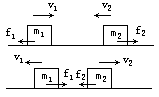 v₁ v₂
f₁ m₁ m₂ f₂
v₁ v₂
m₁ f₁ f₂ m₂